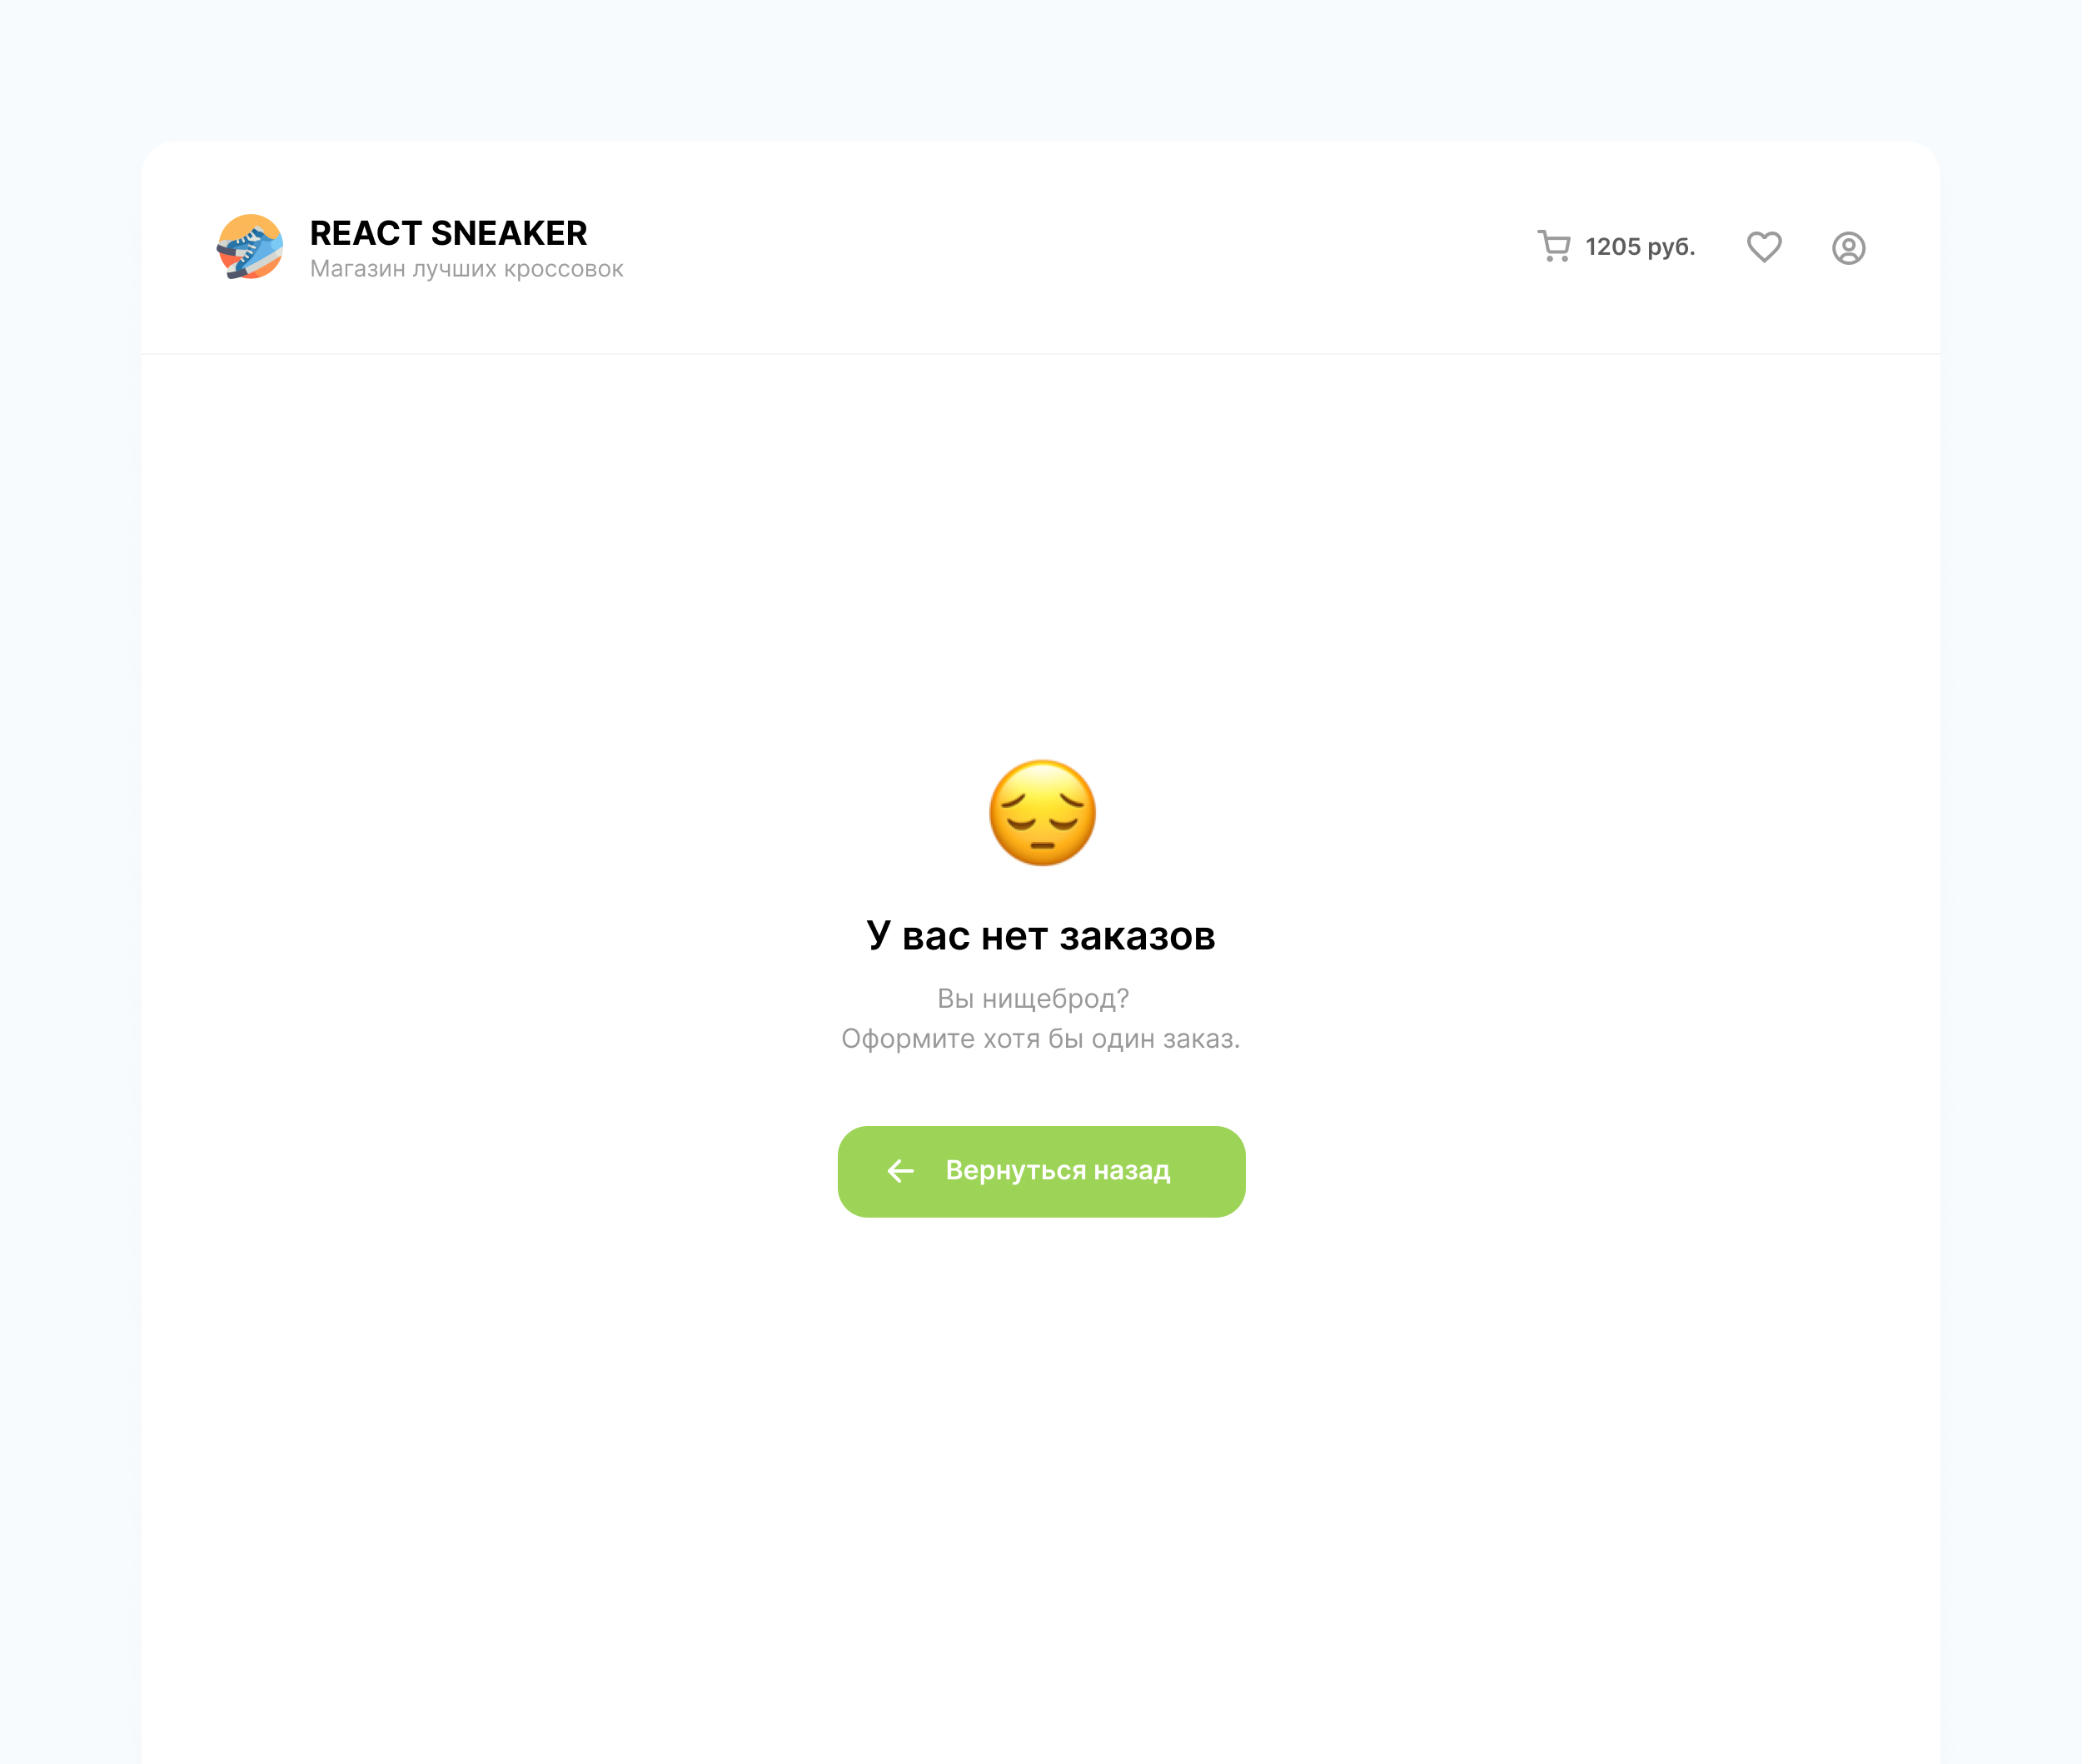 REACT SNEAKER
Магазин лучших кроссовок
1205 руб.
У вас нет заказов
Вы нищеброд?
Оформите хотя бы один заказ.
Вернуться назад